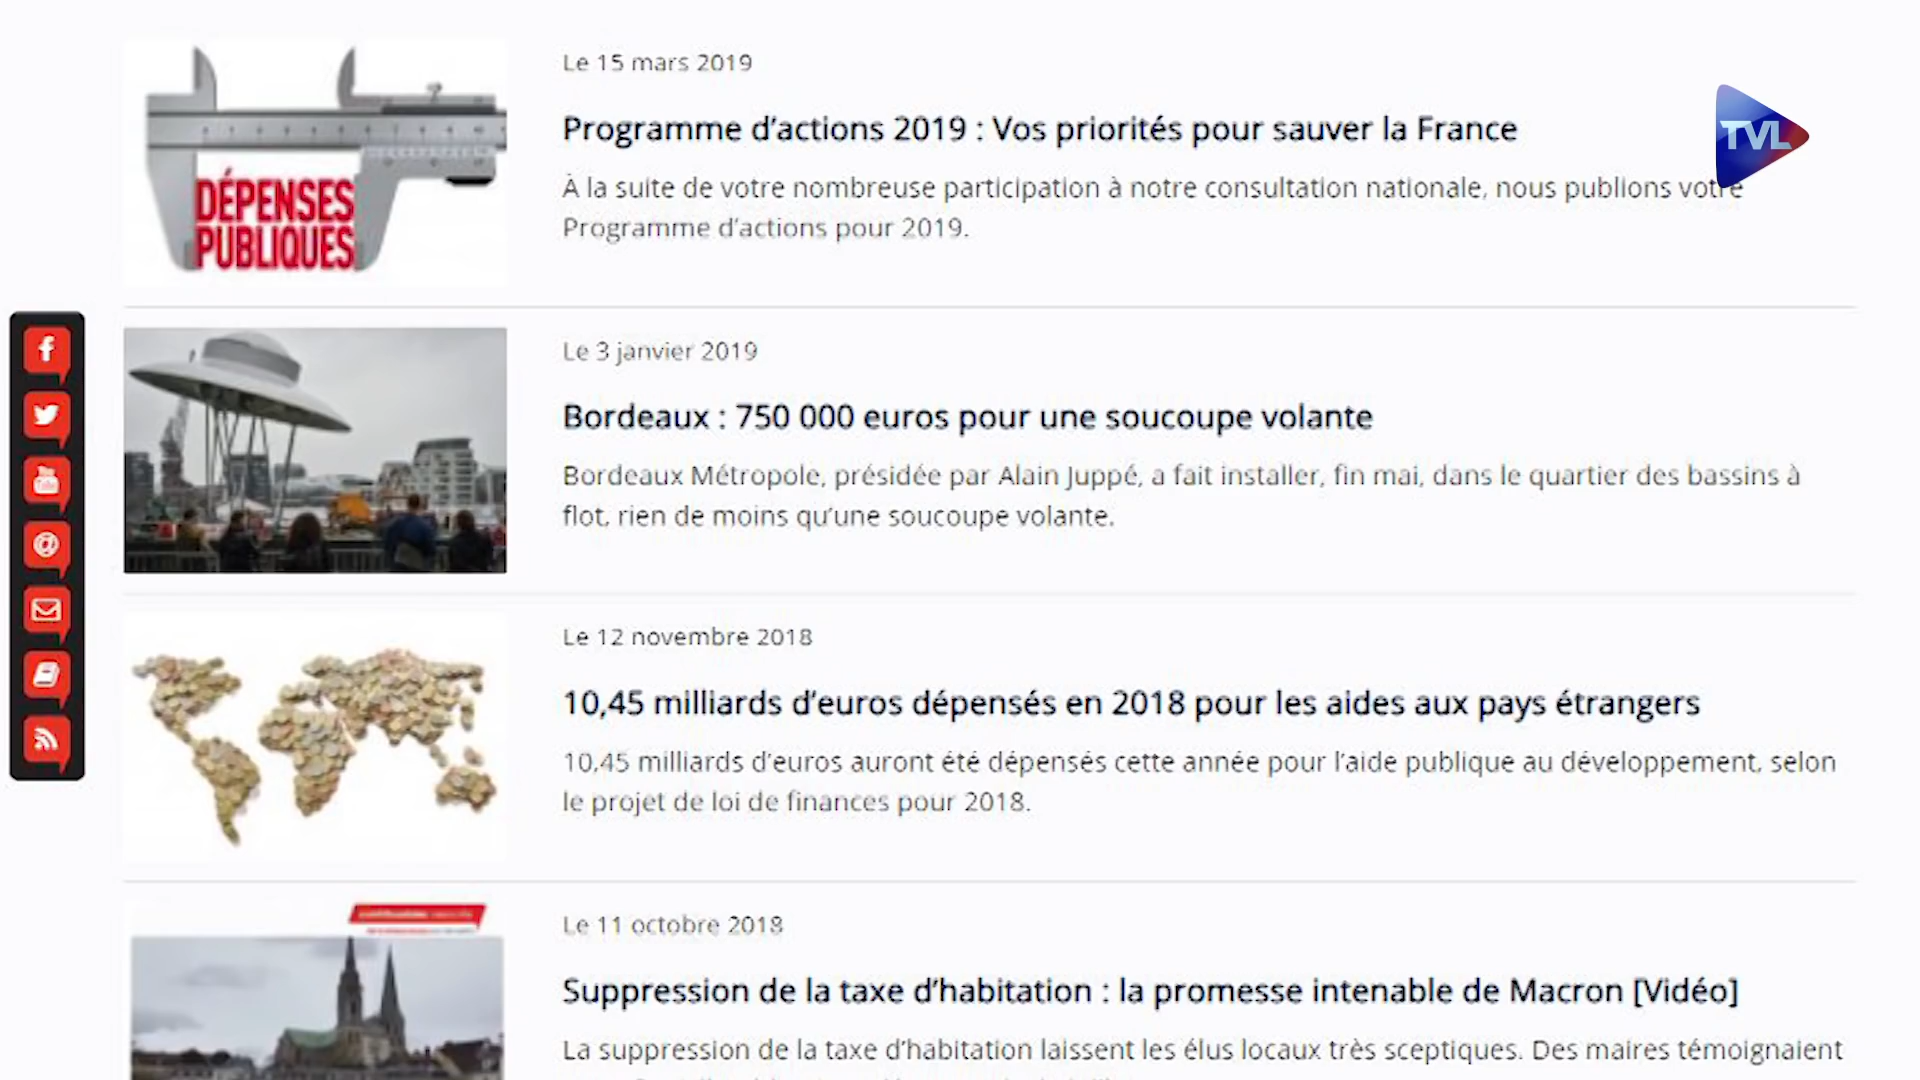 Le 15 mars 2019
Programme d’actions 2019 : Vos priorités pour sauver la France
À la suite de votre nombreuse participation à notre consultation nationale, nous publions votre
Programme d’actions pour 2019.
DÉPENSES
PUBLIQUES
TVL
Le 3 janvier 2019
Bordeaux : 750 000 euros pour une soucoupe volante
Bordeaux Métropole, présidée par Alain Juppé, a fait installer, fin mai, dans le quartier des bassins à
flot, rien de moins qu’une soucoupe volante.
Le 12 novembre 2018
10,45 milliards d’euros dépensés en 2018 pour les aides aux pays étrangers
10,45 milliards d’euros auront été dépensés cette année pour l’aide publique au développement, selon
le projet de loi de finances pour 2018.
Le 11 octobre 2018
Suppression de la taxe d’habitation : la promesse intenable de Macron [Vidéo]
La suppression de la taxe d’habitation laissent les élus locaux très sceptiques. Des maires témoignaient